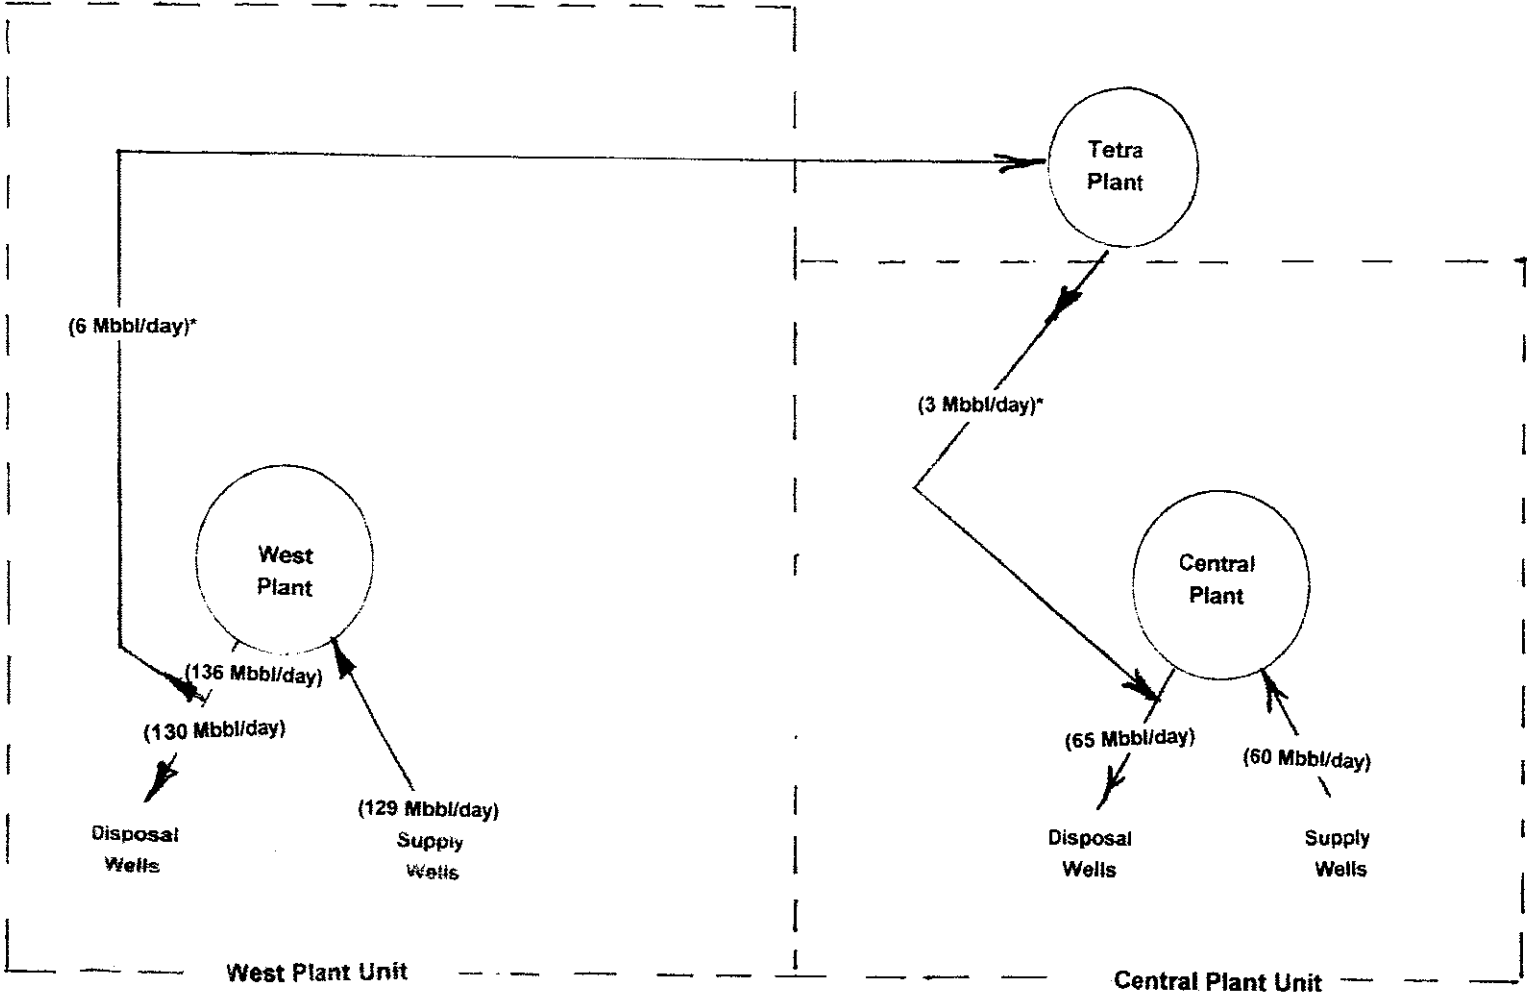 Tetra
Plant
(6 Mbbl/day)*
(3 Mbbl/day)*
West
Plant
Central
Plant
(136 Mbbl/day)
(130 Mbbl/day)
(65 Mbbl/day)
(60 Mbbl/day)
(129 Mbbl/day)
Disposal
Wells
Supply
Wells
Disposal
Wells
Supply
Wells
West Plant Unit
Central Plant Unit